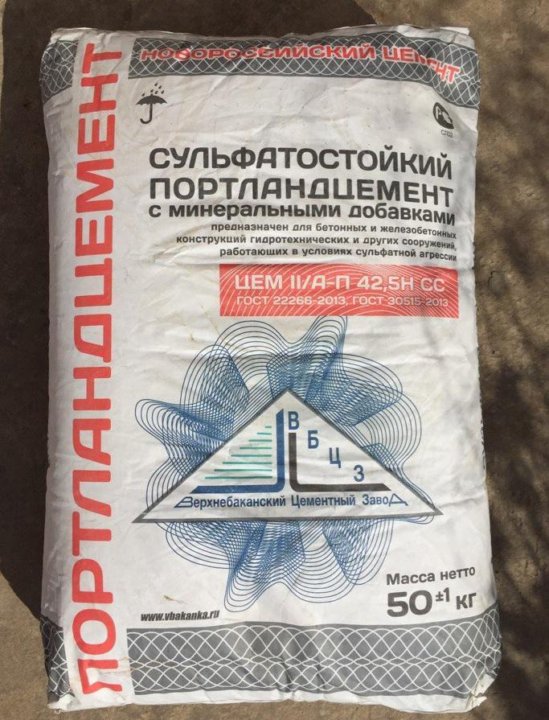 НОВОРОССИЙСКИЙ ЦЕМЕНТ
ПОРТЛАНДЦЕМЕНТ
СУЛЬФАТОСТОЙКИЙ
ПОРТЛАНДЦЕМЕНТ
С МИНЕРАЛЬНЫМИ ДОБАВКАМИ
предназначен для бетонных и железобетонных
конструкций гидротехнических и других сооружений,
работающих в условиях сульфатной агрессии
ЦЕМ II/А-П 42,5Н СС
ГОСТ 22266-2013, ГОСТ 30515-2013
В
Б
Ц
З
Верхнебаканский Цементный Завод
Масса нетто
50±1 кг
www.vbakanka.ru